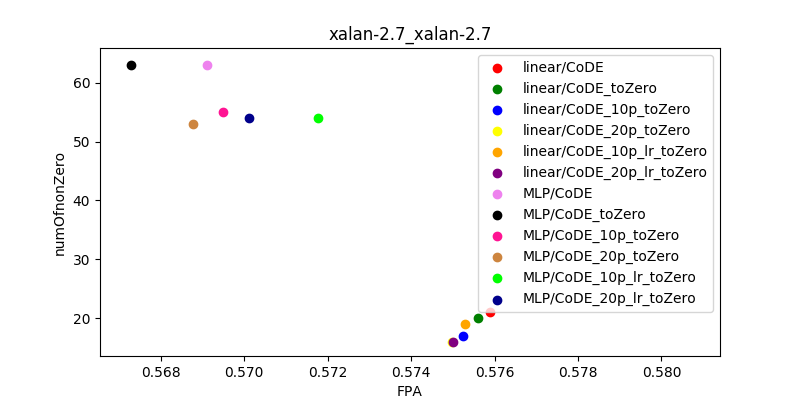 xalan-2.7_xalan-2.7
60
50
40
30
20
numOfnonZero
linear/CoDE
linear/CoDE_toZero
linear/CoDE_10p_toZero
linear/CoDE_20p_toZero
linear/CoDE_10p_lr_toZero
linear/CoDE_20p_lr_toZero
MLP/CoDE
MLP/CoDE_toZero
MLP/CoDE_10p_toZero
MLP/CoDE_20p_toZero
MLP/CoDE_10p_lr_toZero
MLP/CoDE_20p_lr_toZero
0.568 0.570 0.572 0.574 0.576 0.578 0.580
FPA